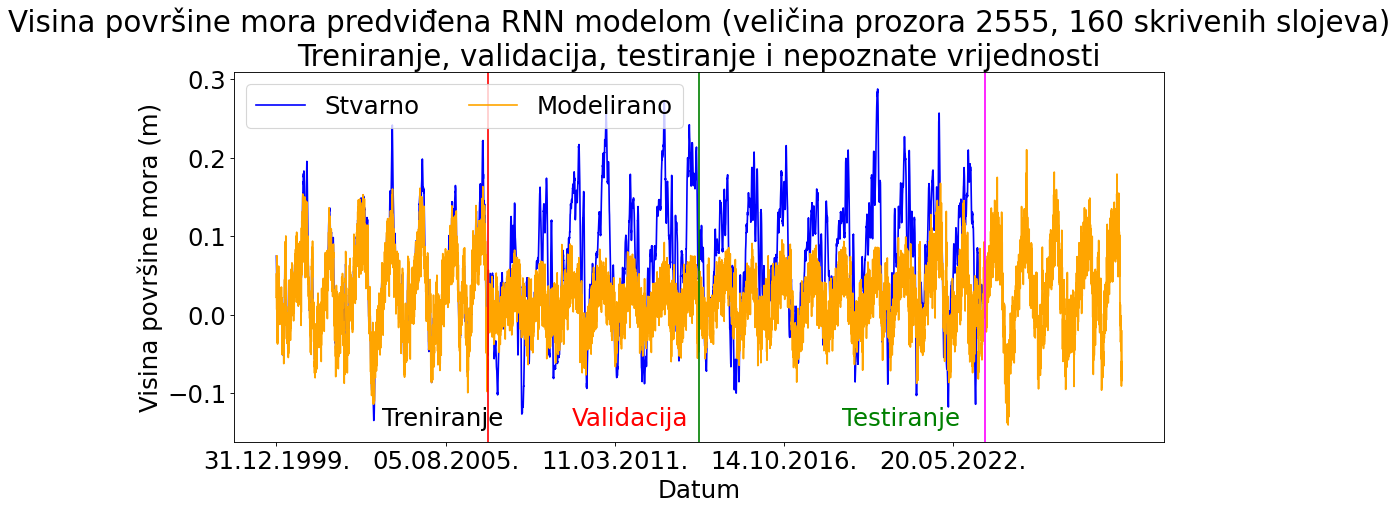 Visina površine mora predviđena RNN modelom (veličina prozora 2555, 160 skrivenih slojeva)
Treniranje, validacija, testiranje i nepoznate vrijednosti
Stvarno Modelirano
Visina površine mora (m)
0.3
0.2
0.1
0.0
−0.1
Treniranje Validacija Testiranje
31.12.1999. 05.08.2005. 11.03.2011. 14.10.2016. 20.05.2022.
Datum